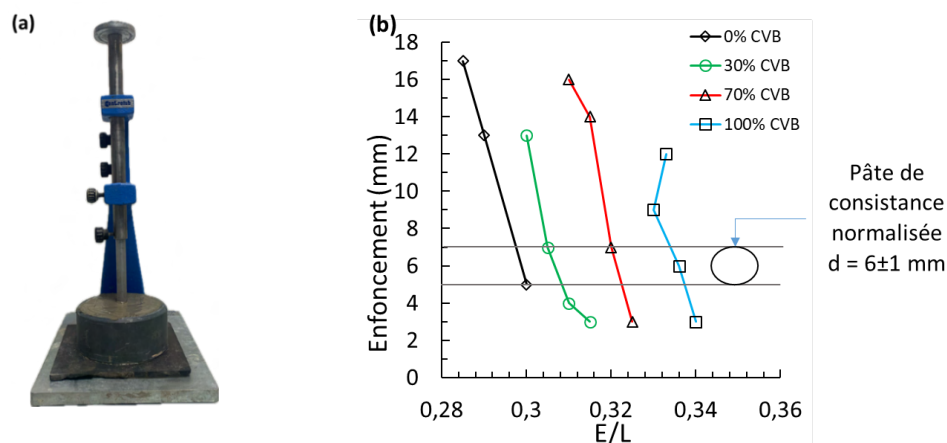 (a)
(b)
18
16
14
12
10
8
6
4
2
0
Enfoncement (mm)
0,28
0,3
0,32
0,34
0,36
E/L
0% CVB
30% CVB
70% CVB
100% CVB
Pâte de
consistance
normalisée
d = 6±1 mm